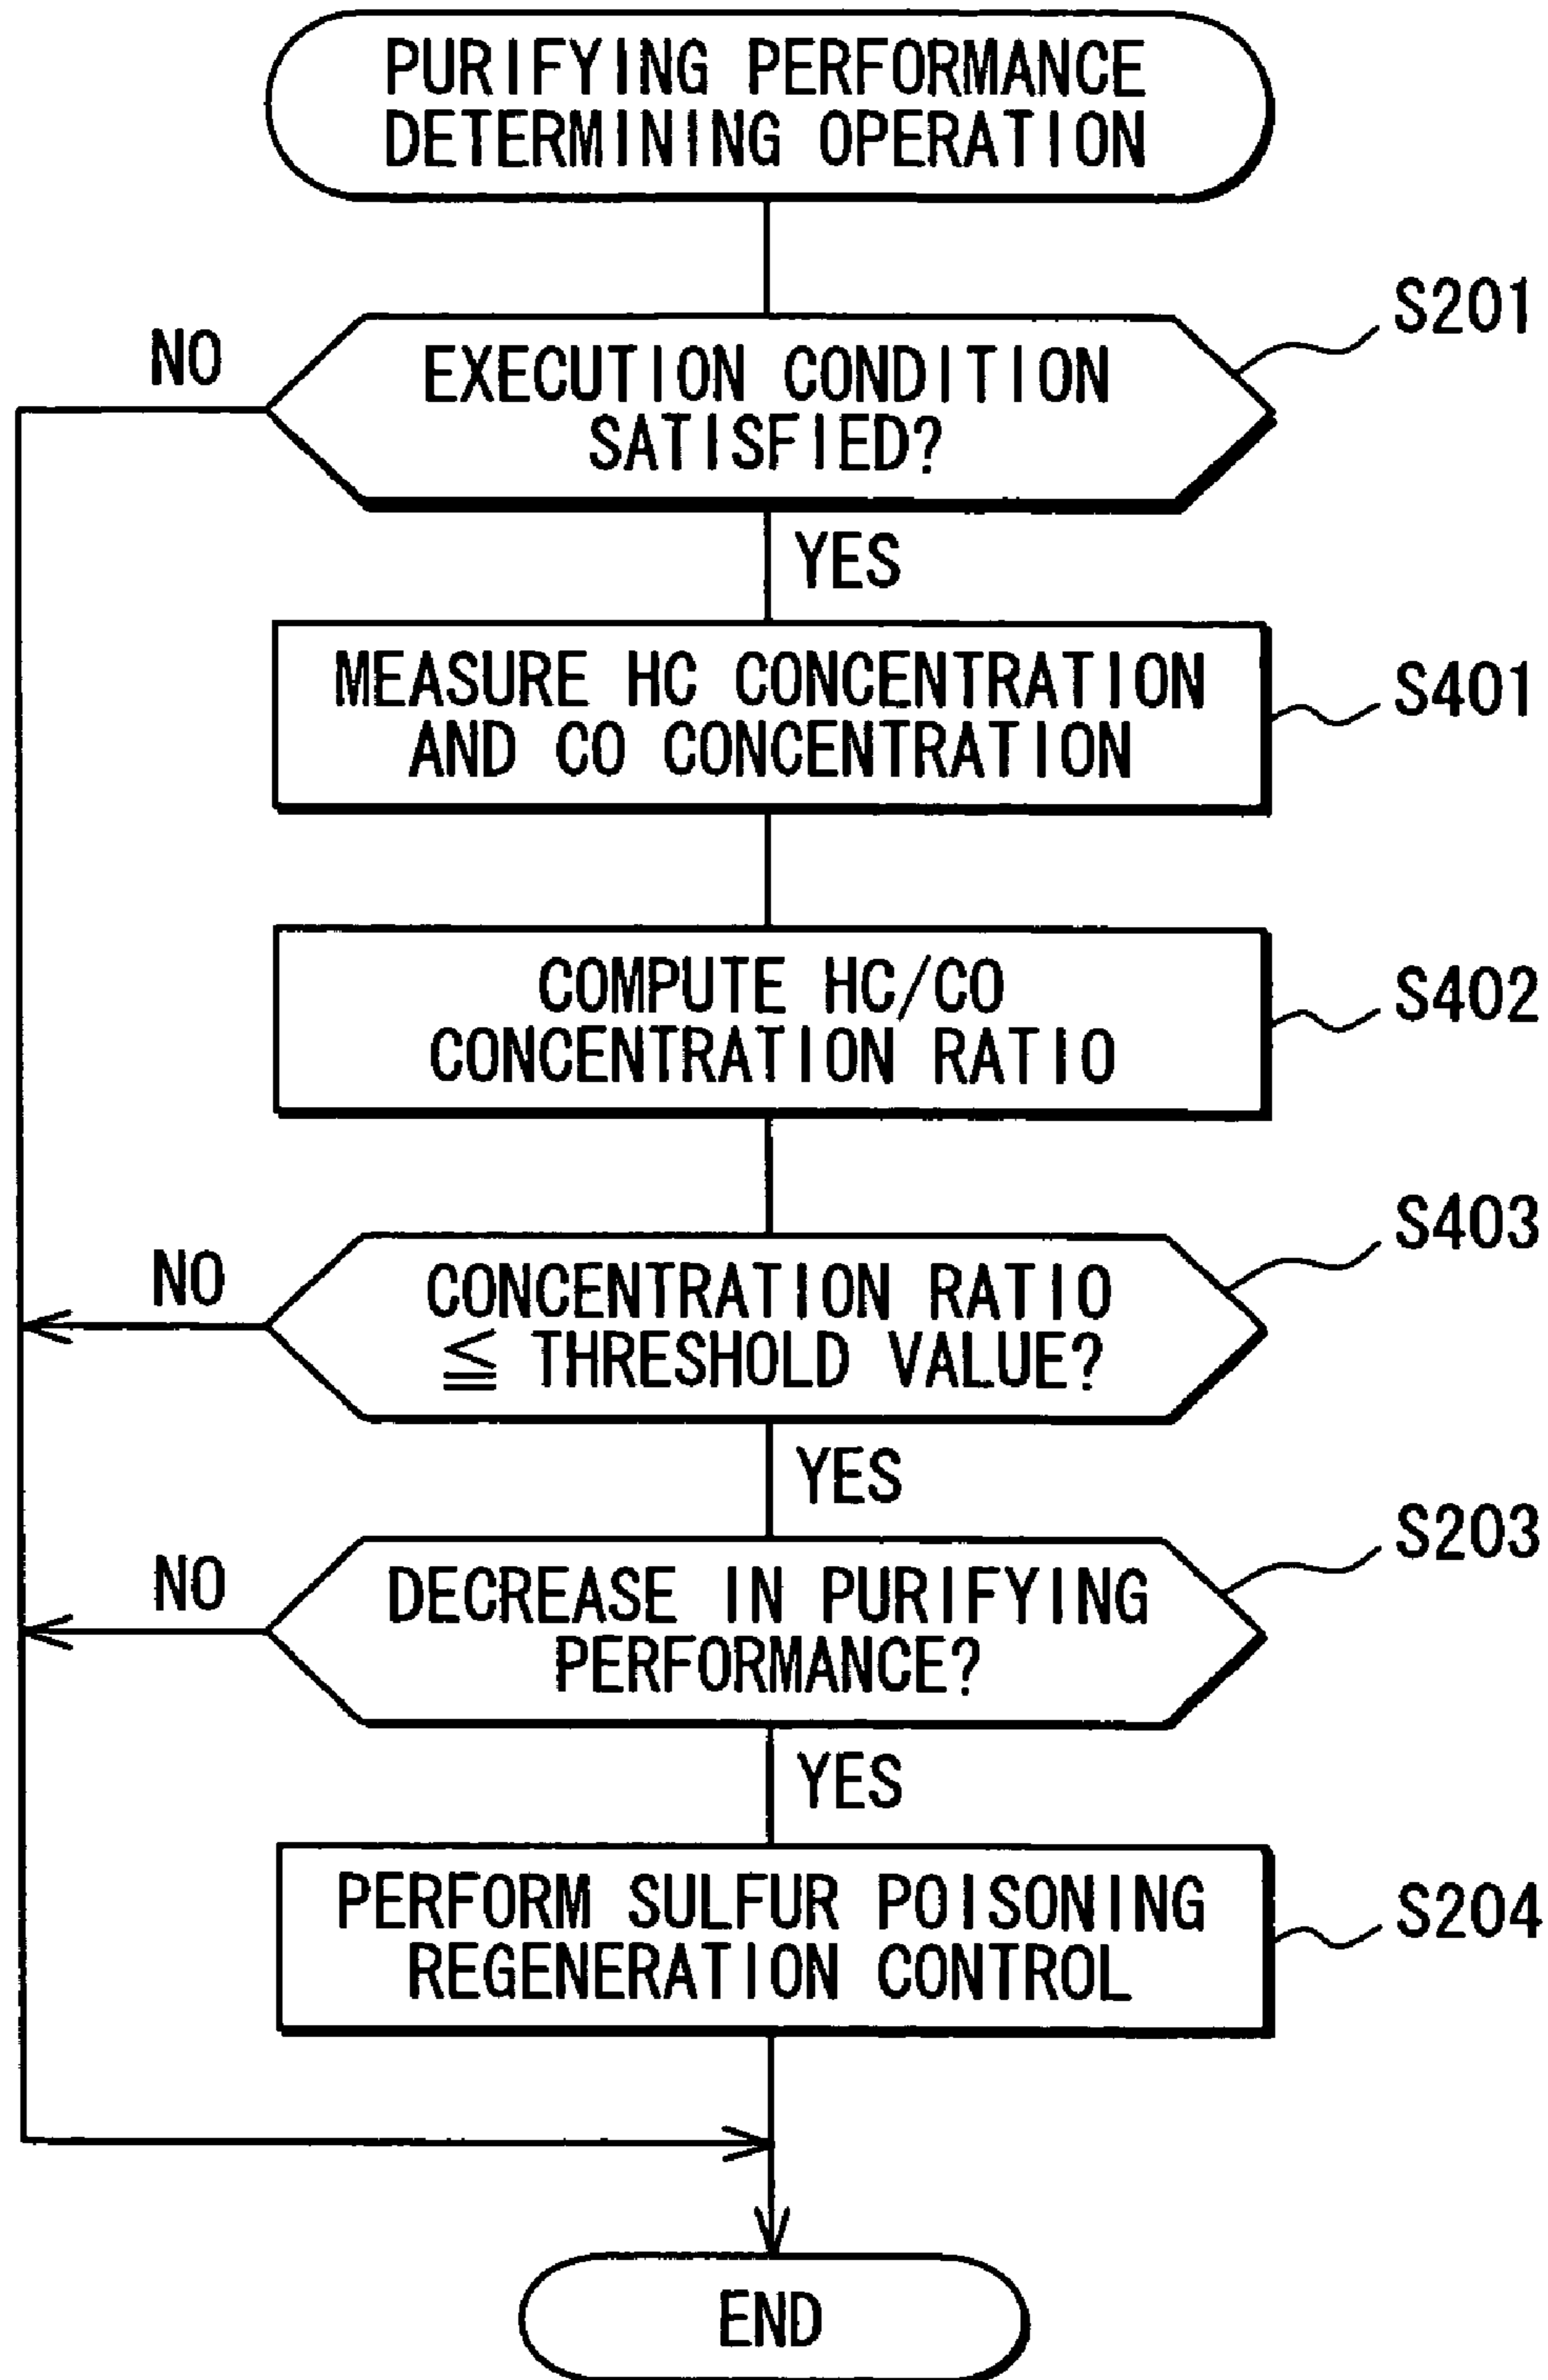 PURIFYING PERFORMANCE
DETERMINING OPERATION
S201
NO
EXECUTION CONDITION
SATISFIED?
YES
MEASURE HC CONCENTRATION
AND CO CONCENTRATION
S401
COMPUTE HC/CO
CONCENTRATION RATIO
S402
S403
NO
CONCENTRATION RATIO
≦ THRESHOLD VALUE?
YES
S203
NO
DECREASE IN PURIFYING
PERFORMANCE?
YES
PERFORM SULFUR POISONING
REGENERATION CONTROL
S204
END